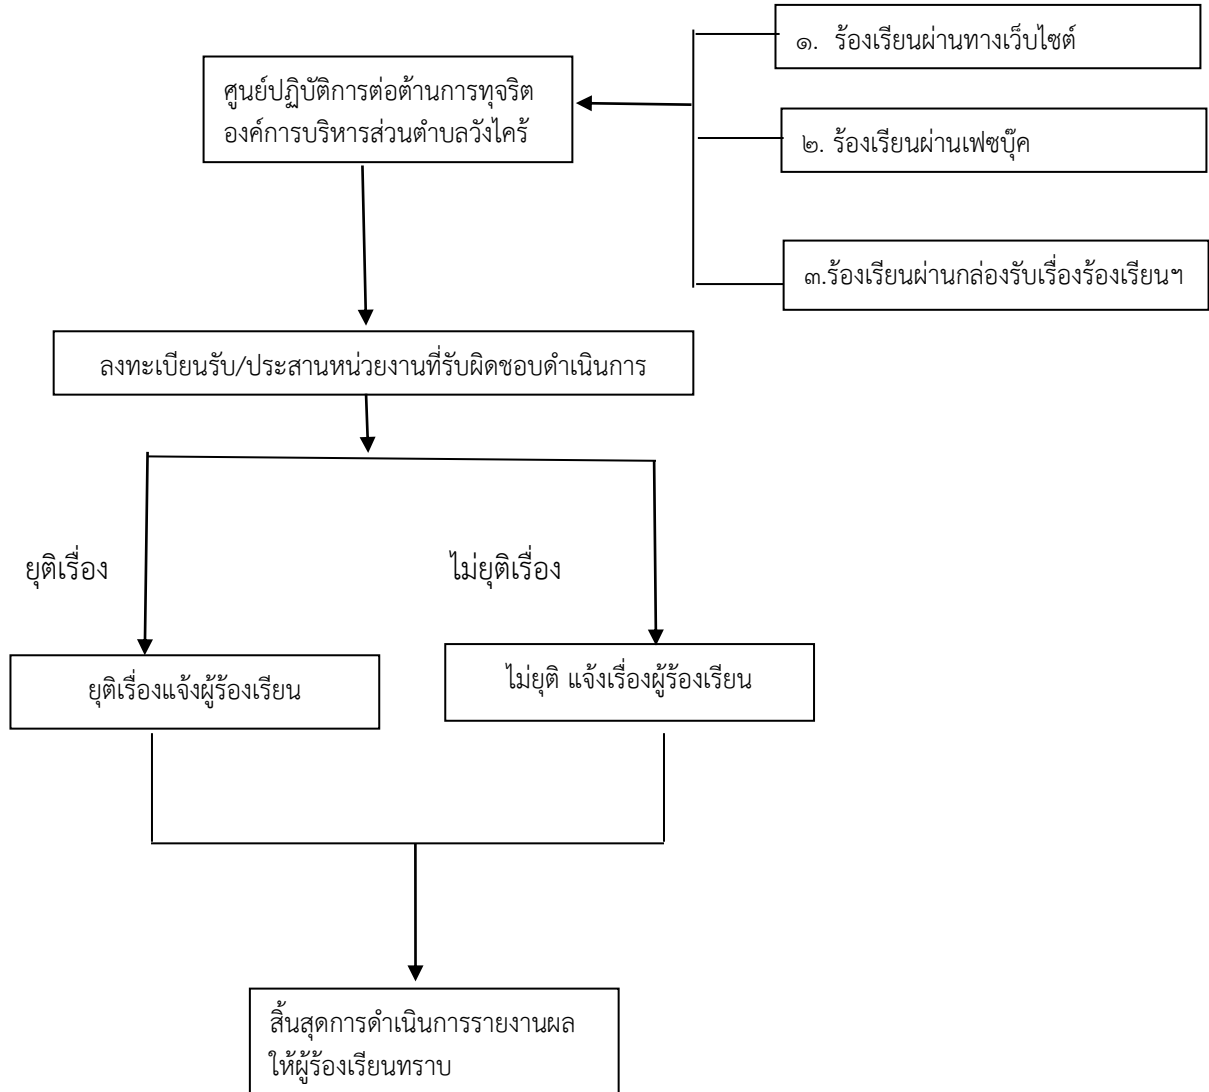 ๑. ร้องเรียนผ่านทางเว็บไซต์
ศูนย์ปฏิบัติการต่อต้านการทุจริต
องค์การบริหารส่วนตำบลวังไคร้
๒. ร้องเรียนผ่านเฟซบุ๊ค
๓.ร้องเรียนผ่านกล่องรับเรื่องร้องเรียนฯ
ลงทะเบียนรับ/ประสานหน่วยงานที่รับผิดชอบดำเนินการ
ยุติเรื่อง
ไม่ยุติเรื่อง
ยุติเรื่องแจ้งผู้ร้องเรียน
ไม่ยุติ แจ้งเรื่องผู้ร้องเรียน
สิ้นสุดการดำเนินการรายงานผล
ให้ผู้ร้องเรียนทราบ